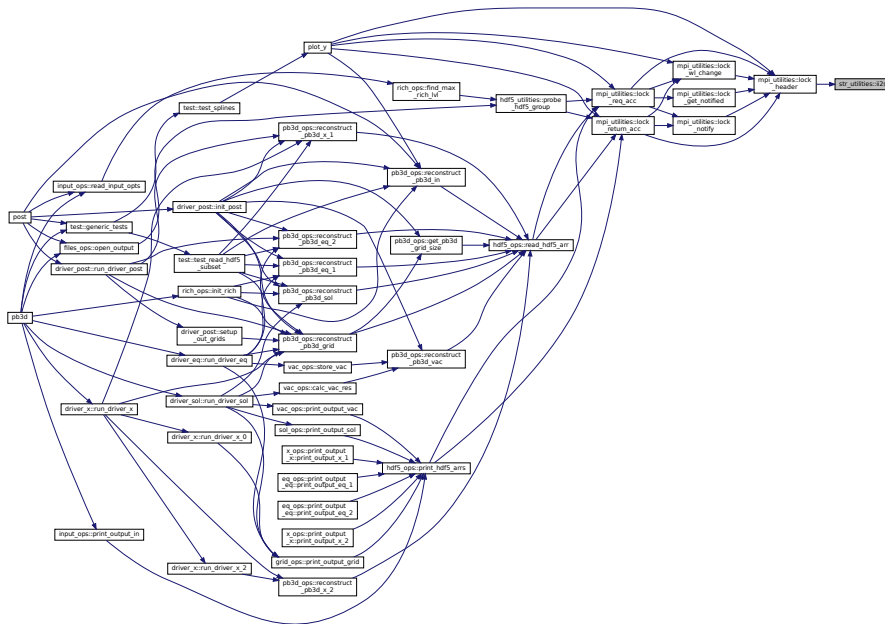 plot_y
mpi_utilities::lock
_wl_change
mpi_utilities::lock
_header
str_utilities::i2str
rich_ops::find_max
_rich_lvl
hdf5_utilities::probe
_hdf5_group
mpi_utilities::lock
_req_acc
mpi_utilities::lock
_get_notified
test::test_splines
mpi_utilities::lock
_return_acc
mpi_utilities::lock
_notify
pb3d_ops::reconstruct
_pb3d_x_1
pb3d_ops::reconstruct
_pb3d_in
input_ops::read_input_opts
driver_post::init_post
post
test::generic_tests
files_ops::open_output
driver_post::run_driver_post
pb3d_ops::reconstruct
_pb3d_eq_2
pb3d_ops::get_pb3d
_grid_size
hdf5_ops::read_hdf5_arr
test::test_read_hdf5
_subset
pb3d_ops::reconstruct
_pb3d_eq_1
rich_ops::init_rich
pb3d_ops::reconstruct
_pb3d_sol
pb3d
driver_post::setup
_out_grids
pb3d_ops::reconstruct
_pb3d_grid
pb3d_ops::reconstruct
_pb3d_vac
driver_eq::run_driver_eq
vac_ops::store_vac
vac_ops::calc_vac_res
driver_sol::run_driver_sol
driver_x::run_driver_x
vac_ops::print_output_vac
sol_ops::print_output_sol
driver_x::run_driver_x_0
x_ops::print_output
_x::print_output_x_1
hdf5_ops::print_hdf5_arrs
eq_ops::print_output
_eq::print_output_eq_1
eq_ops::print_output
_eq::print_output_eq_2
input_ops::print_output_in
x_ops::print_output
_x::print_output_x_2
grid_ops::print_output_grid
driver_x::run_driver_x_2
pb3d_ops::reconstruct
_pb3d_x_2